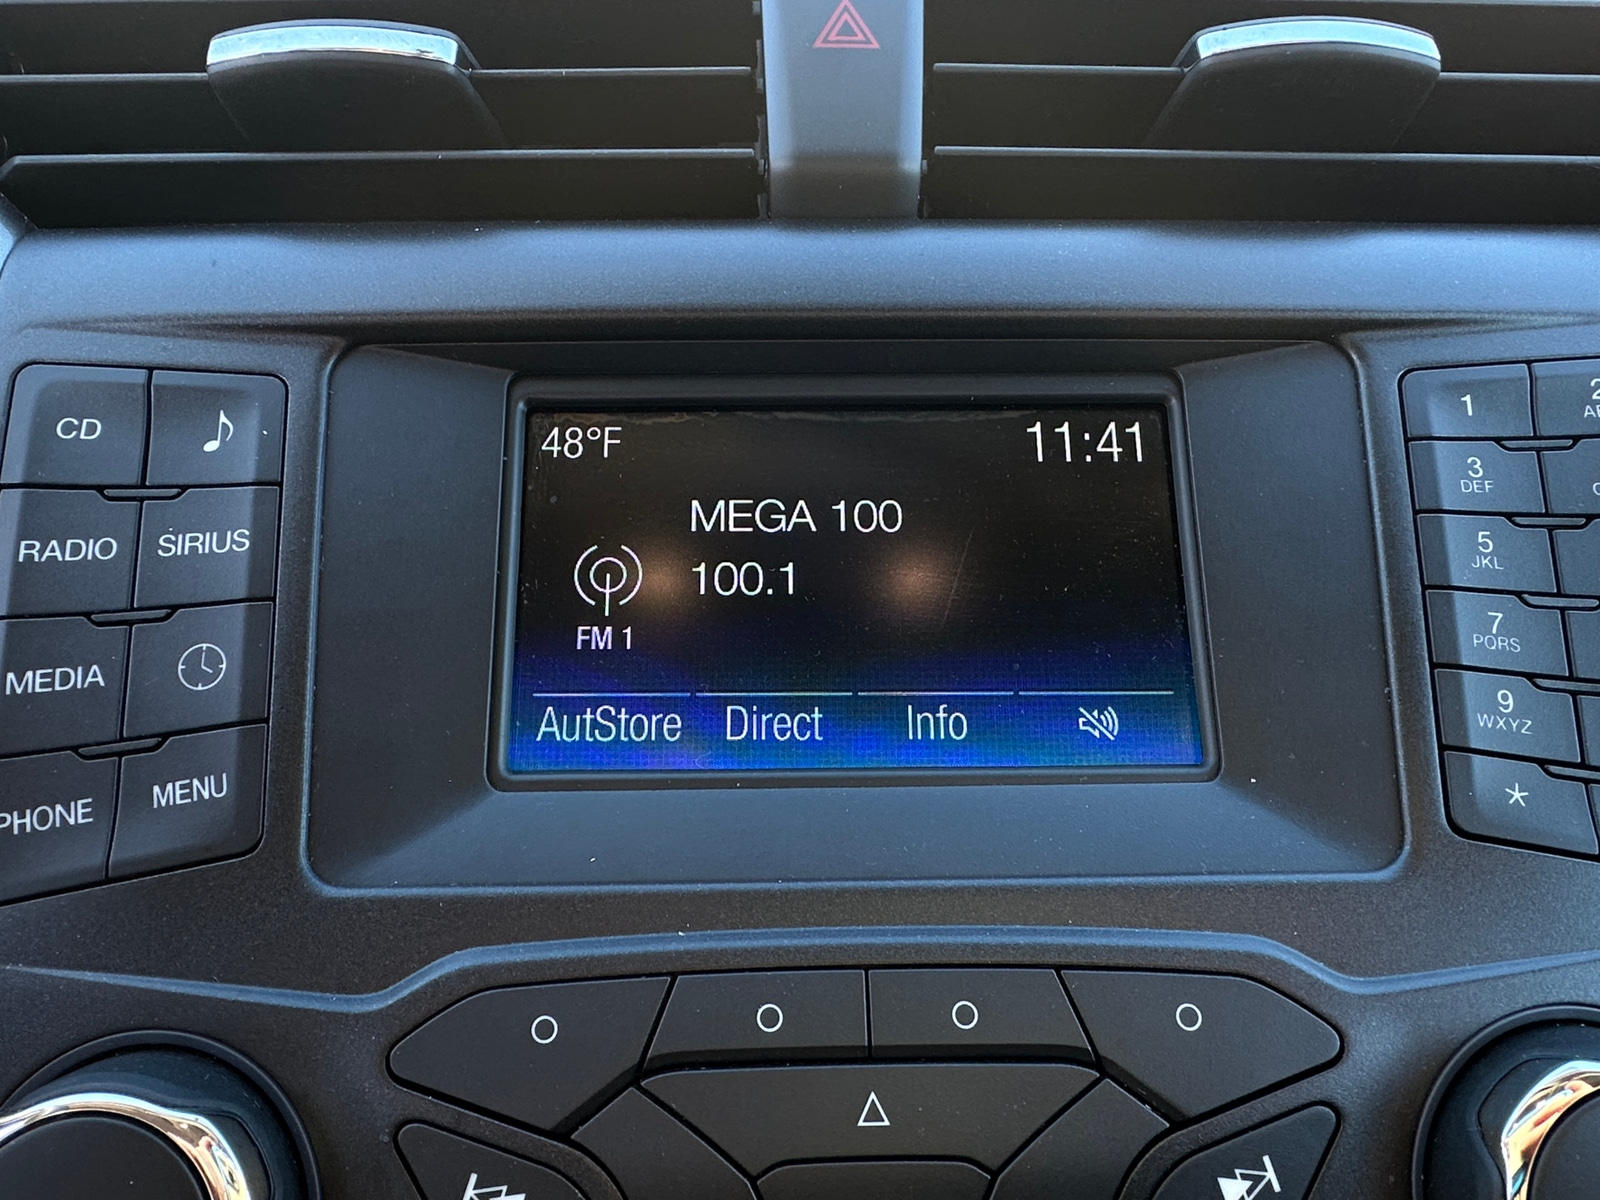 48°F
11:41
MEGA 100
100.1
FM 1
AutStore Direct Info
CD
RADIO SIRIUS
MEDIA
PHONE MENU
1 2
3
DEF
5
JKL
7
PQRS
9
WXYZ
*